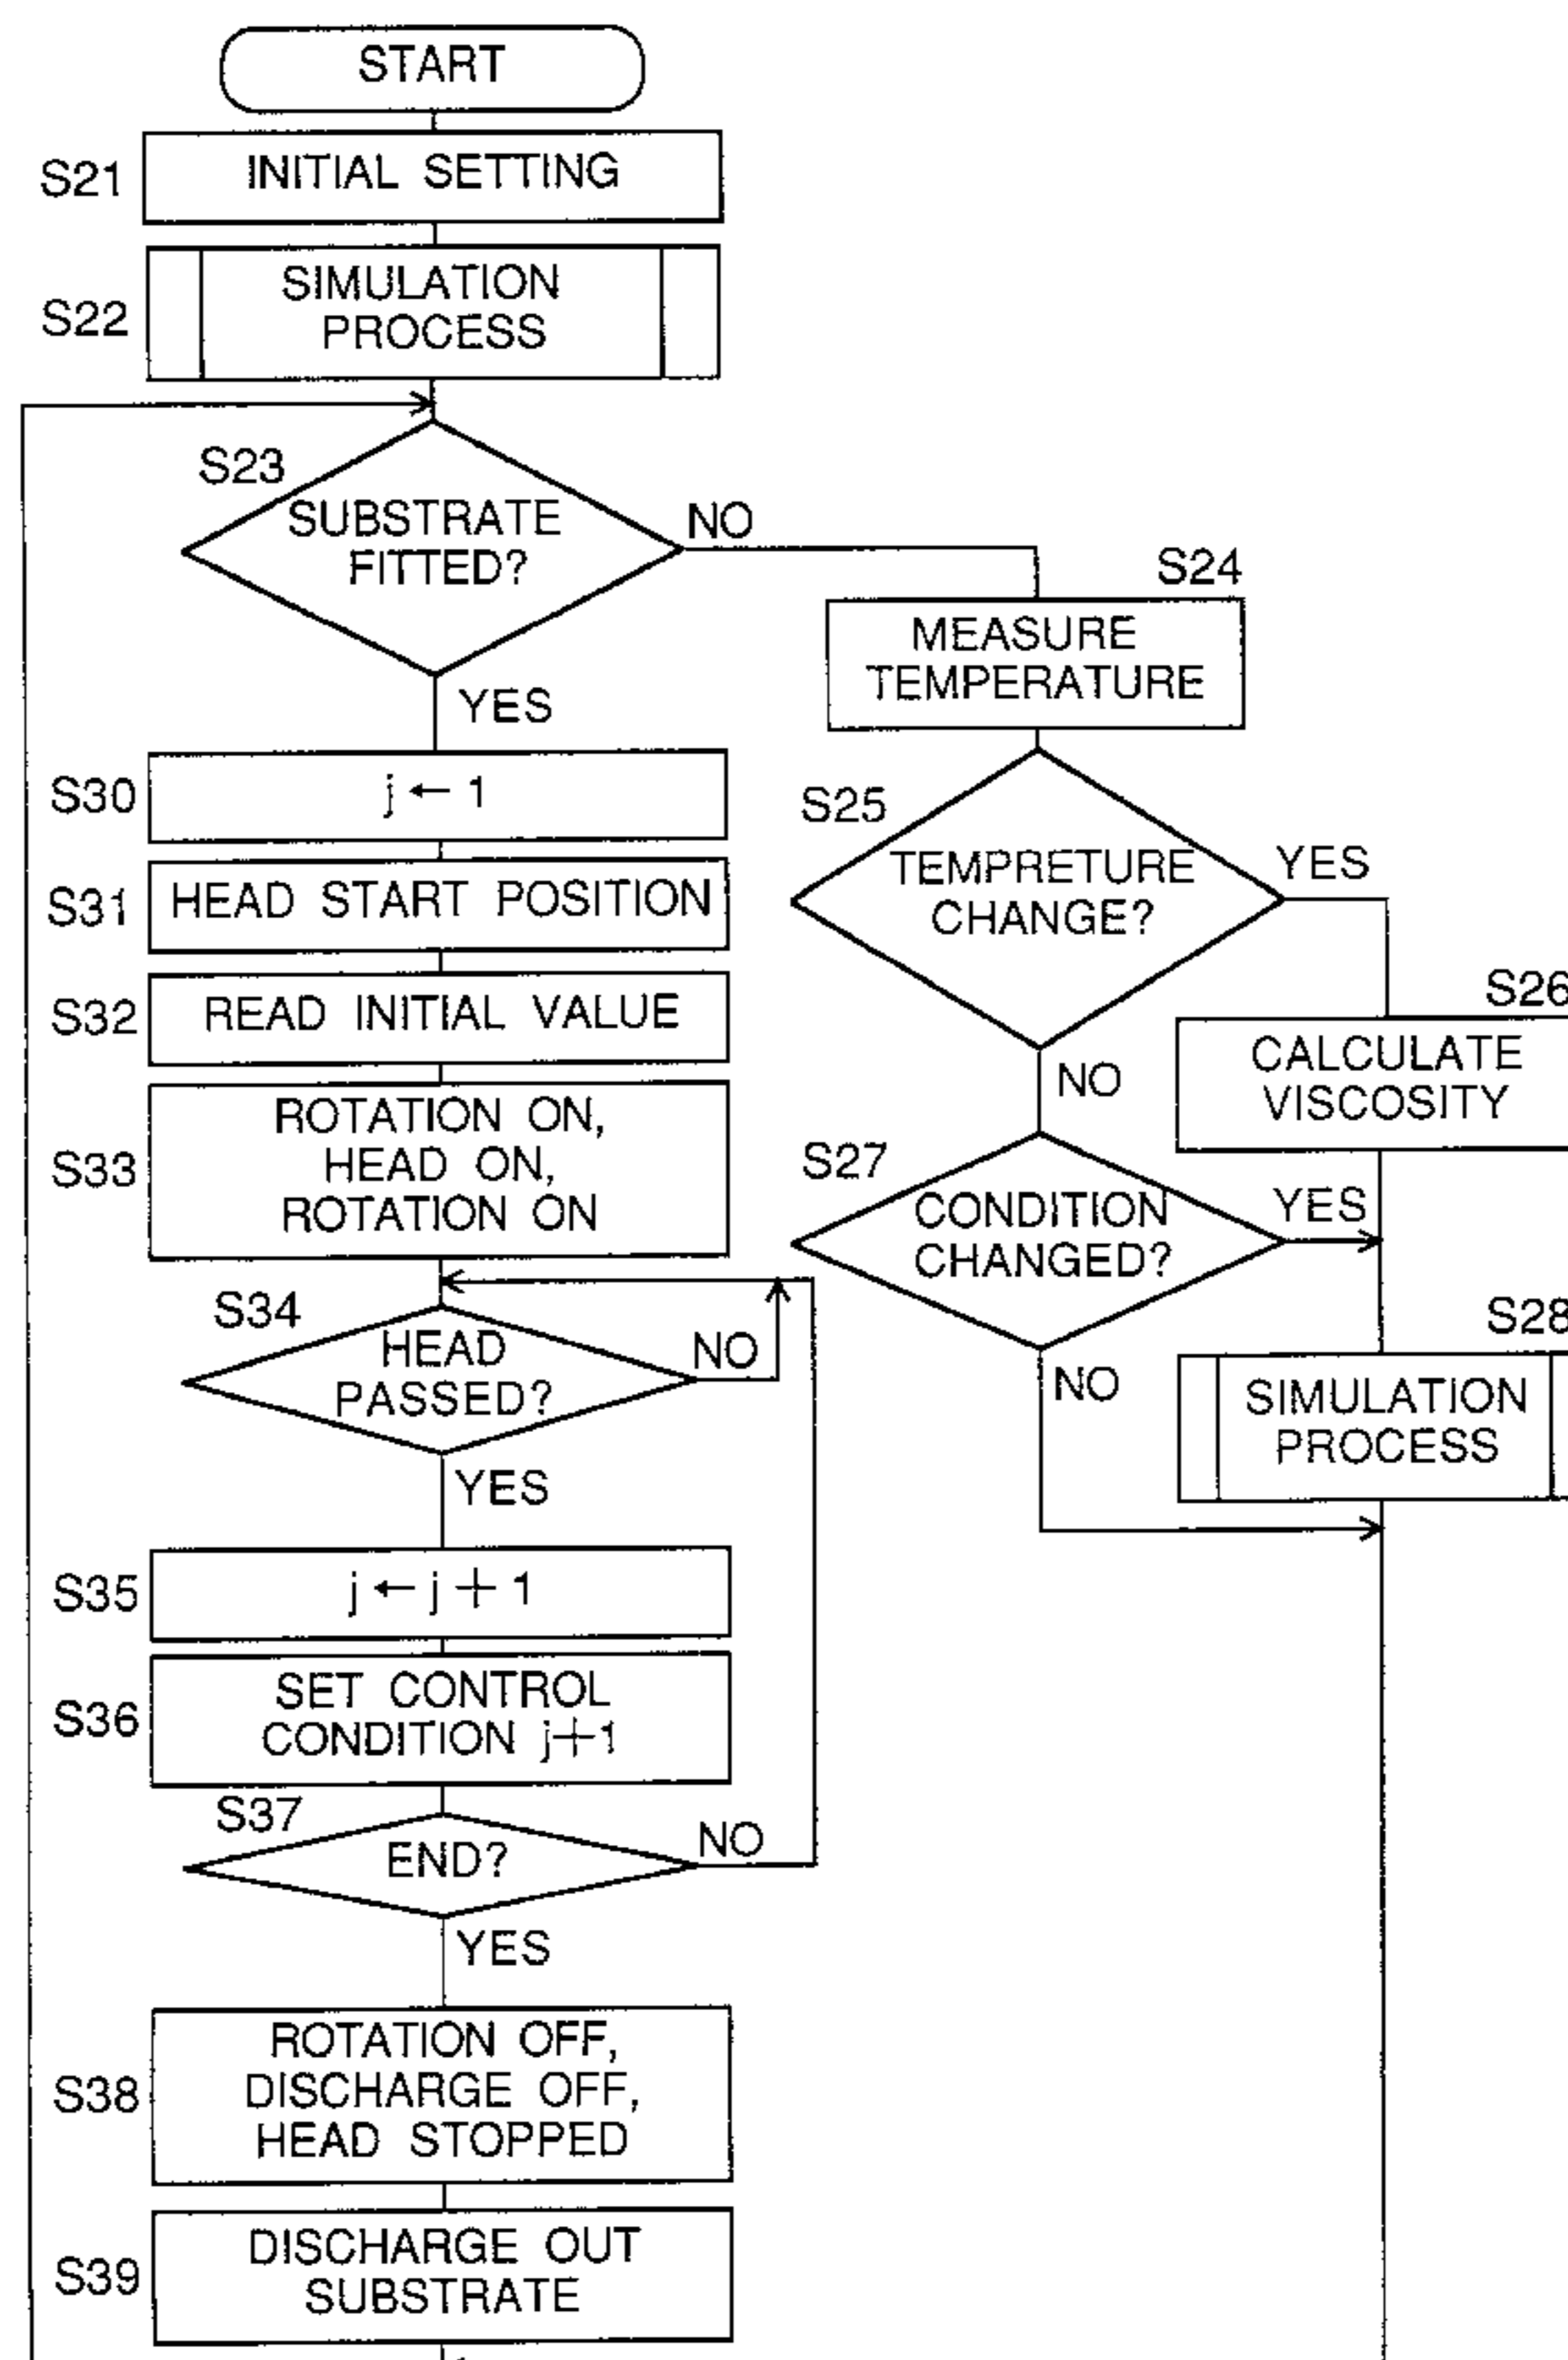 START
S21
INITIAL SETTING
S22
SIMULATION
PROCESS
S23
SUBSTRATE
FITTED?
NO
YES
S24
MEASURE
TEMPERATURE
S25
TEMPRETURE
CHANGE?
YES
NO
S26
CALCULATE
VISCOSITY
S27
CONDITION
CHANGED?
YES
NO
S28
SIMULATION
PROCESS
S30
j ← 1
S31
HEAD START POSITION
S32
READ INITIAL VALUE
S33
ROTATION ON,
HEAD ON,
ROTATION ON
S34
HEAD
PASSED?
NO
YES
S35
j ← j + 1
S36
SET CONTROL
CONDITION j+1
S37
END?
NO
YES
S38
ROTATION OFF,
DISCHARGE OFF,
HEAD STOPPED
S39
DISCHARGE OUT
SUBSTRATE